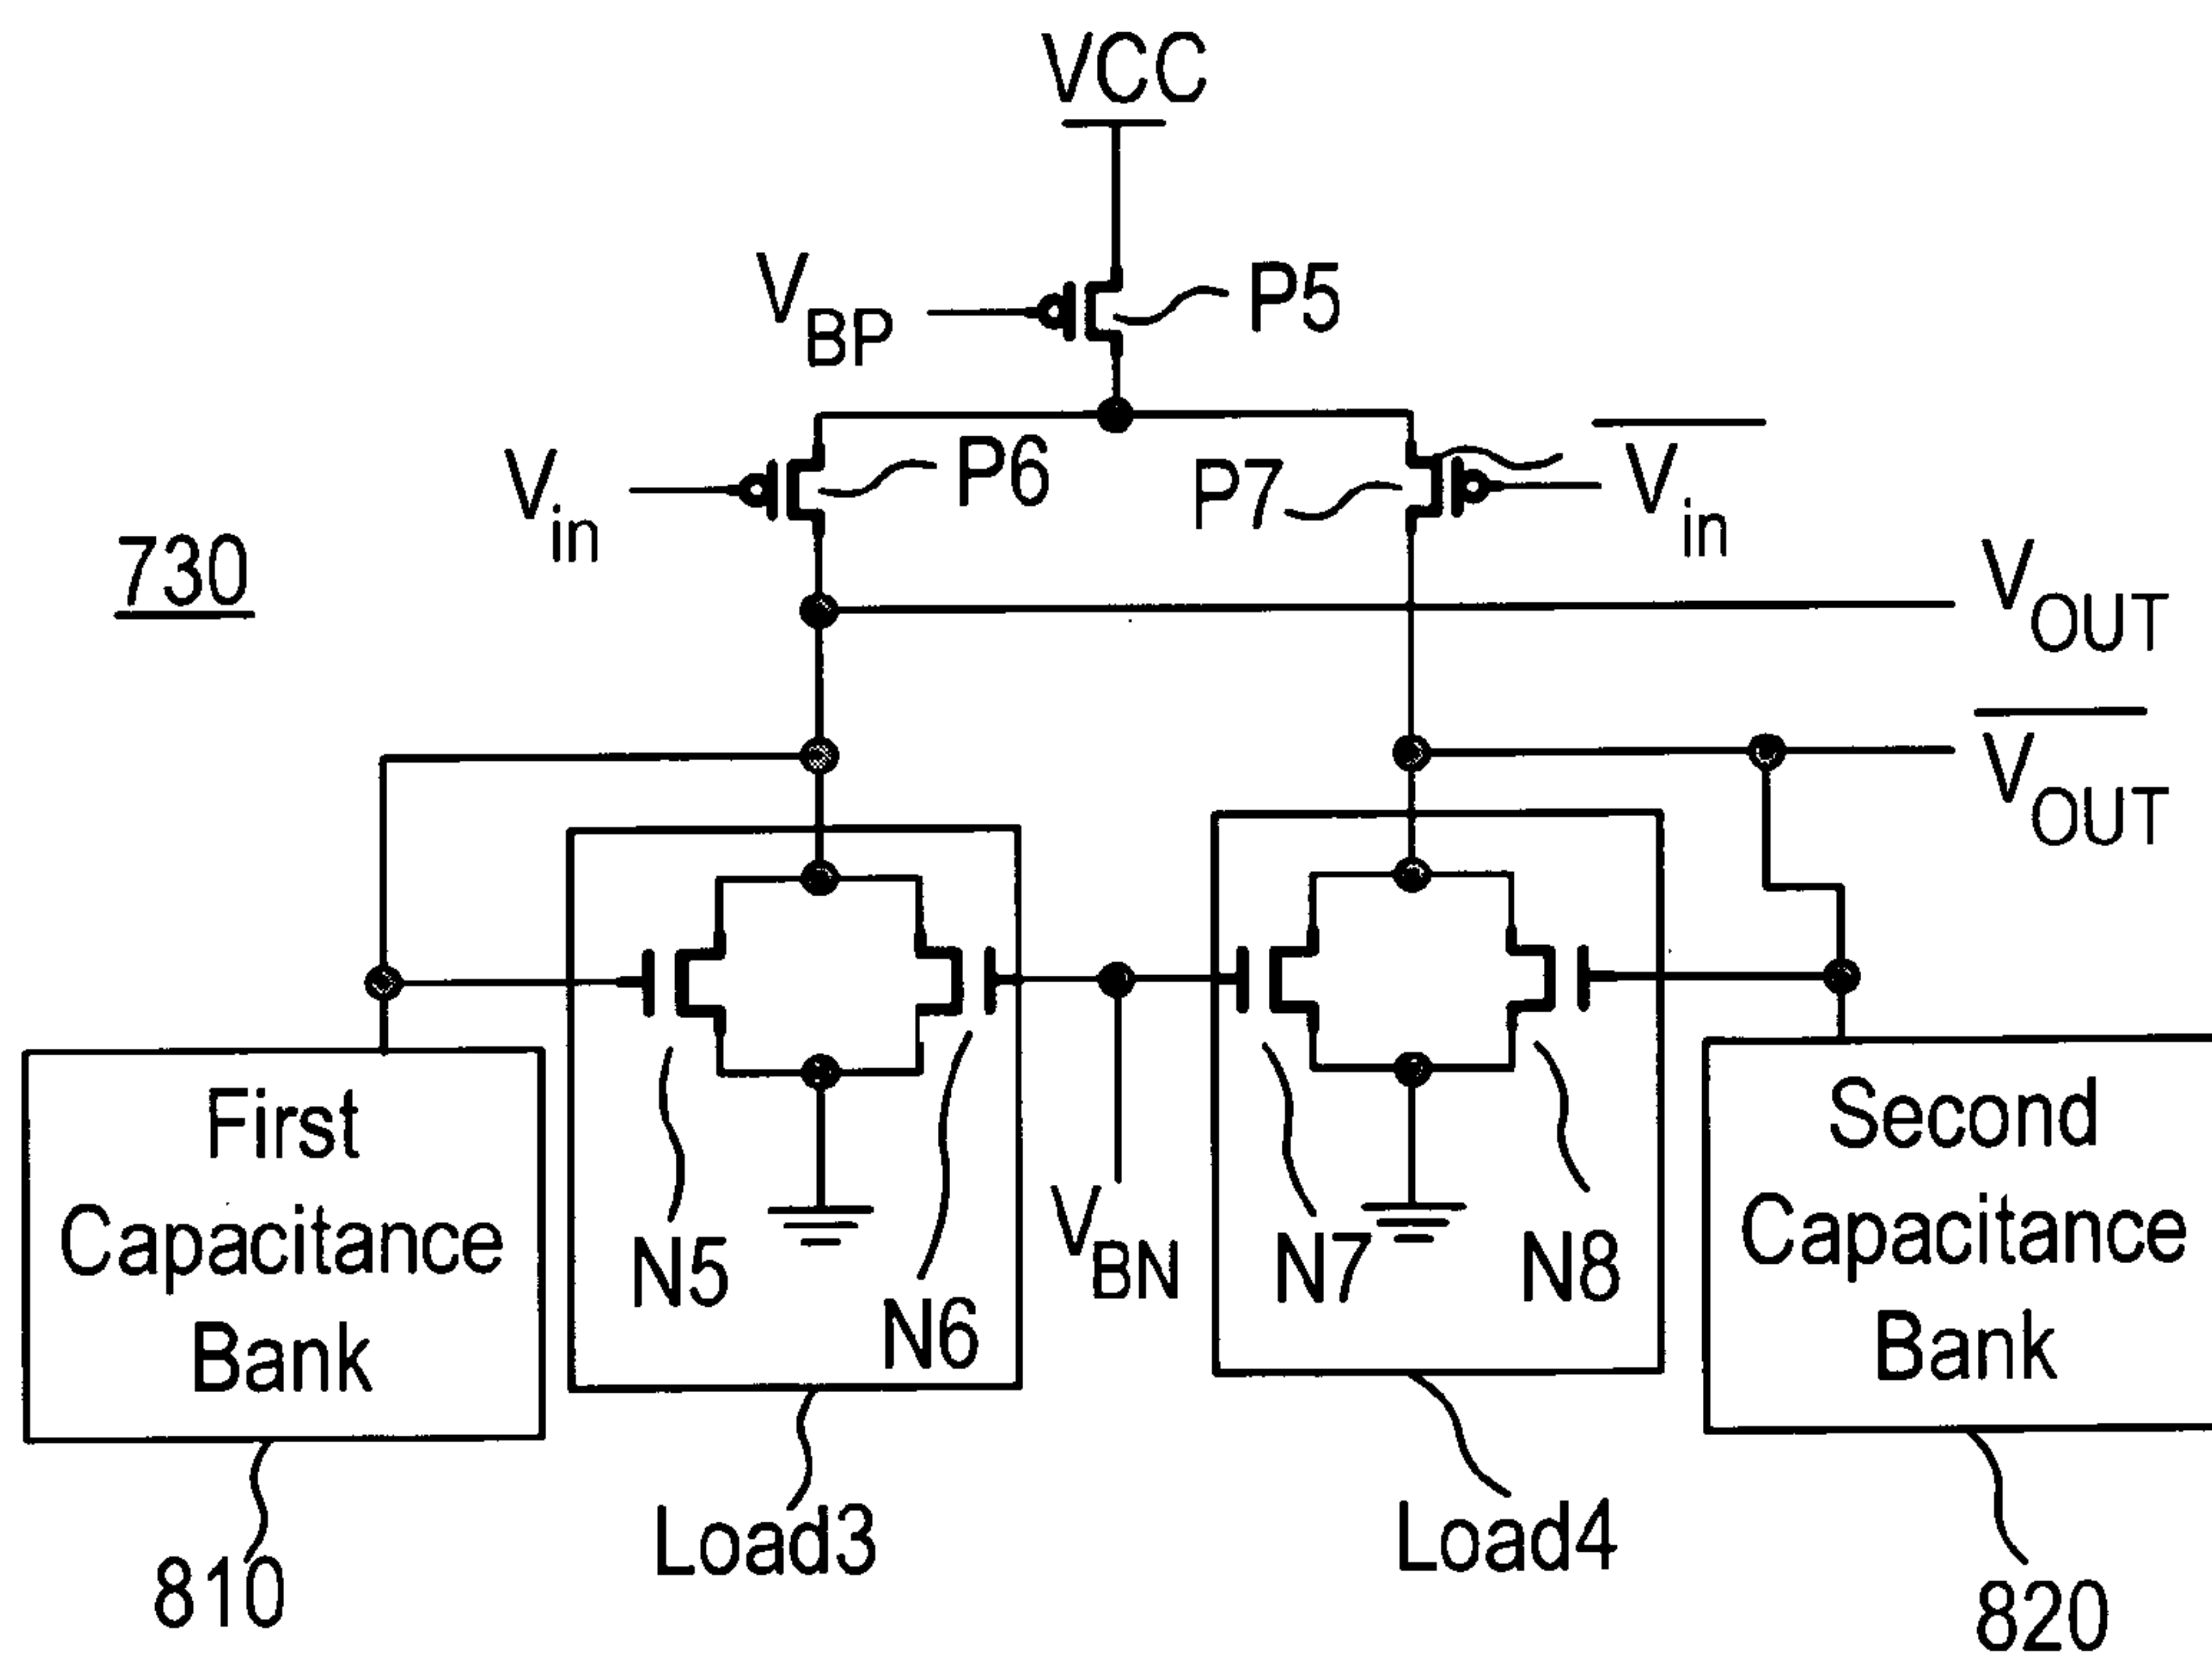 VCC
VBP
P5
Vin
P6
P7
Vin
730
VOUT
VOUT
First
Capacitance
Bank
N5
N6
VBN
N7
N8
Second
Capacitance
Bank
810
Load3
Load4
820